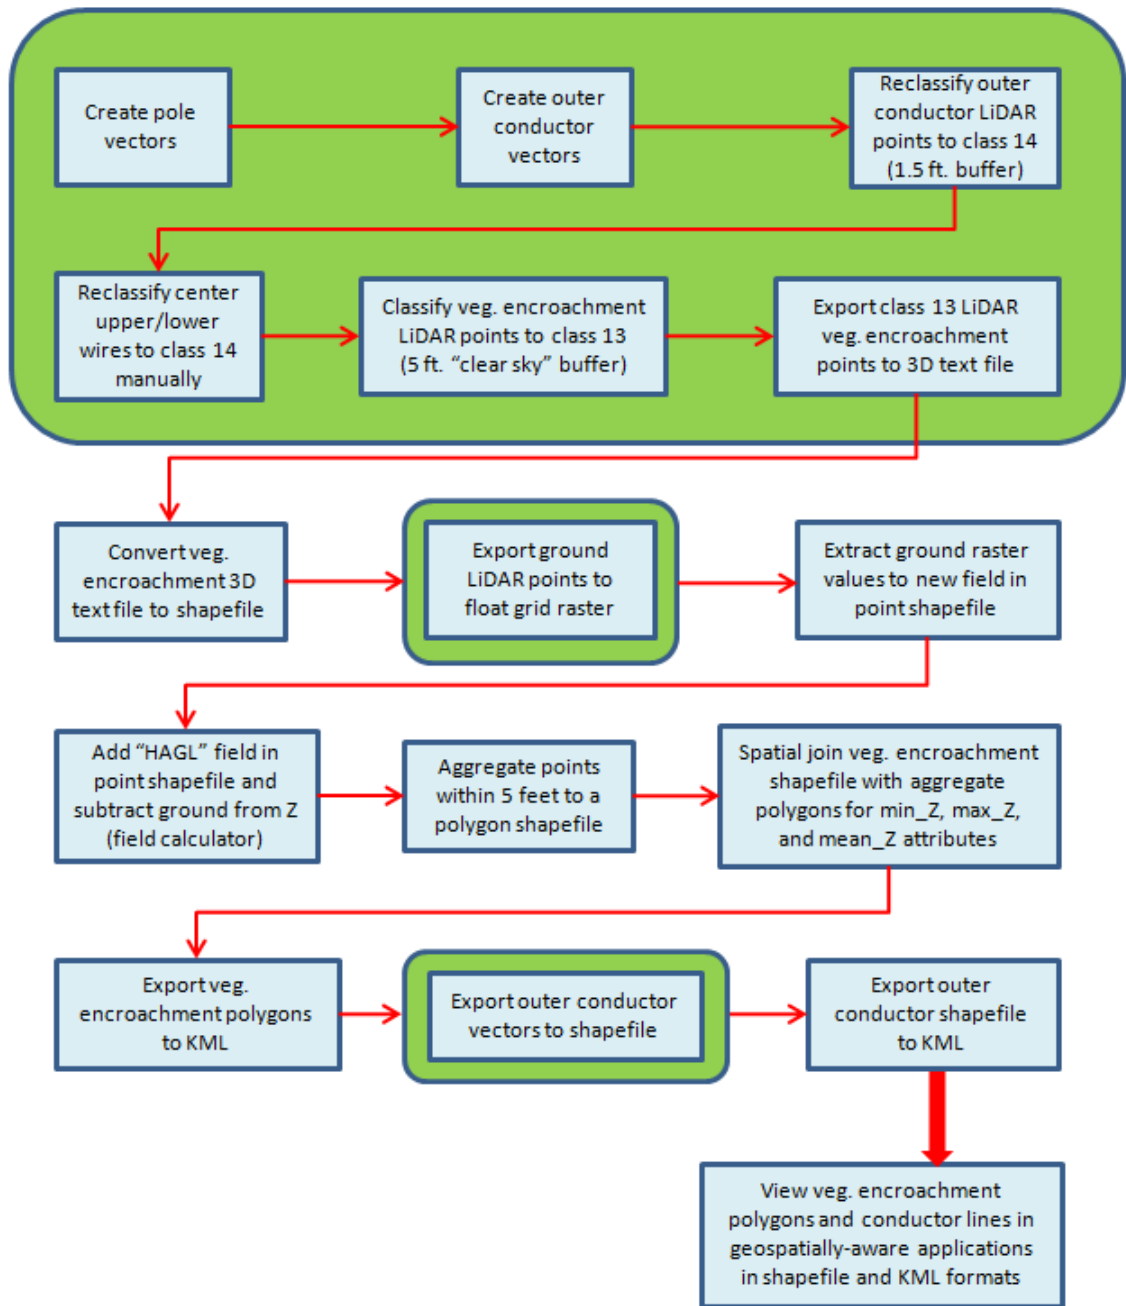 Create pole
vectors
Create outer
conductor
vectors
Reclassify outer
conductor LiDAR
points to class 14
(1.5 ft. buffer)
Reclassify center
upper/lower
wires to class 14
manually
Classify veg. encroachment
LiDAR points to class 13
(5 ft. “clear sky” buffer)
Export class 13 LiDAR
veg. encroachment
points to 3D text file
Convert veg.
encroachment 3D
text file to shapefile
Export ground
LiDAR points to
float grid raster
Extract ground raster
values to new field in
point shapefile
Add “HAGL” field in
point shapefile and
subtract ground from Z
(field calculator)
Aggregate points
within 5 feet to a
polygon shapefile
Spatial join veg. encroachment
shapefile with aggregate
polygons for min_Z, max_Z,
and mean_Z attributes
Export veg.
encroachment polygons
to KML
Export outer conductor
vectors to shapefile
Export outer
conductor shapefile
to KML
View veg. encroachment
polygons and conductor lines in
geospatially-aware applications
in shapefile and KML formats